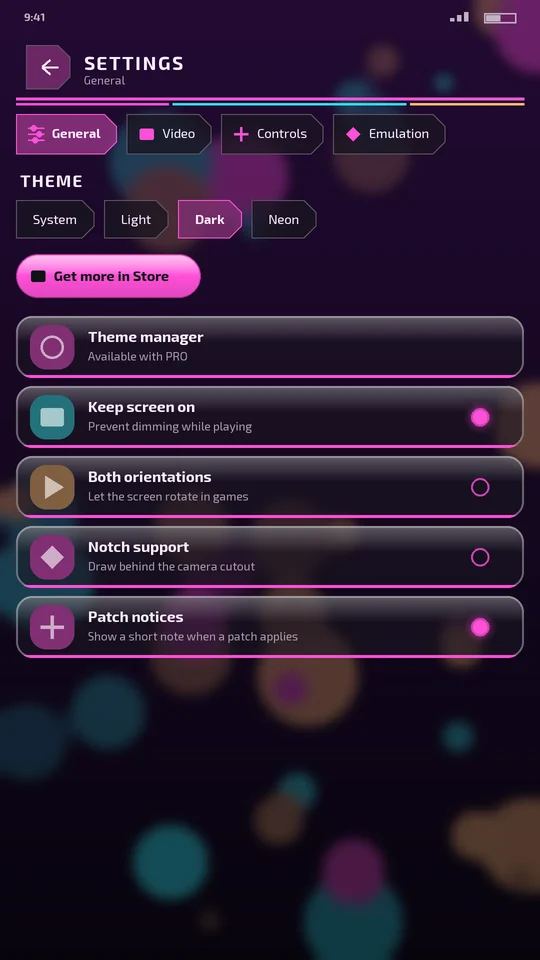 9:41
SETTINGS
General
General
Video
Controls
Emulation
THEME
System
Light
Dark
Neon
Get more in Store
Theme manager
Available with PRO
Keep screen on
Prevent dimming while playing
Both orientations
Let the screen rotate in games
Notch support
Draw behind the camera cutout
Patch notices
Show a short note when a patch applies